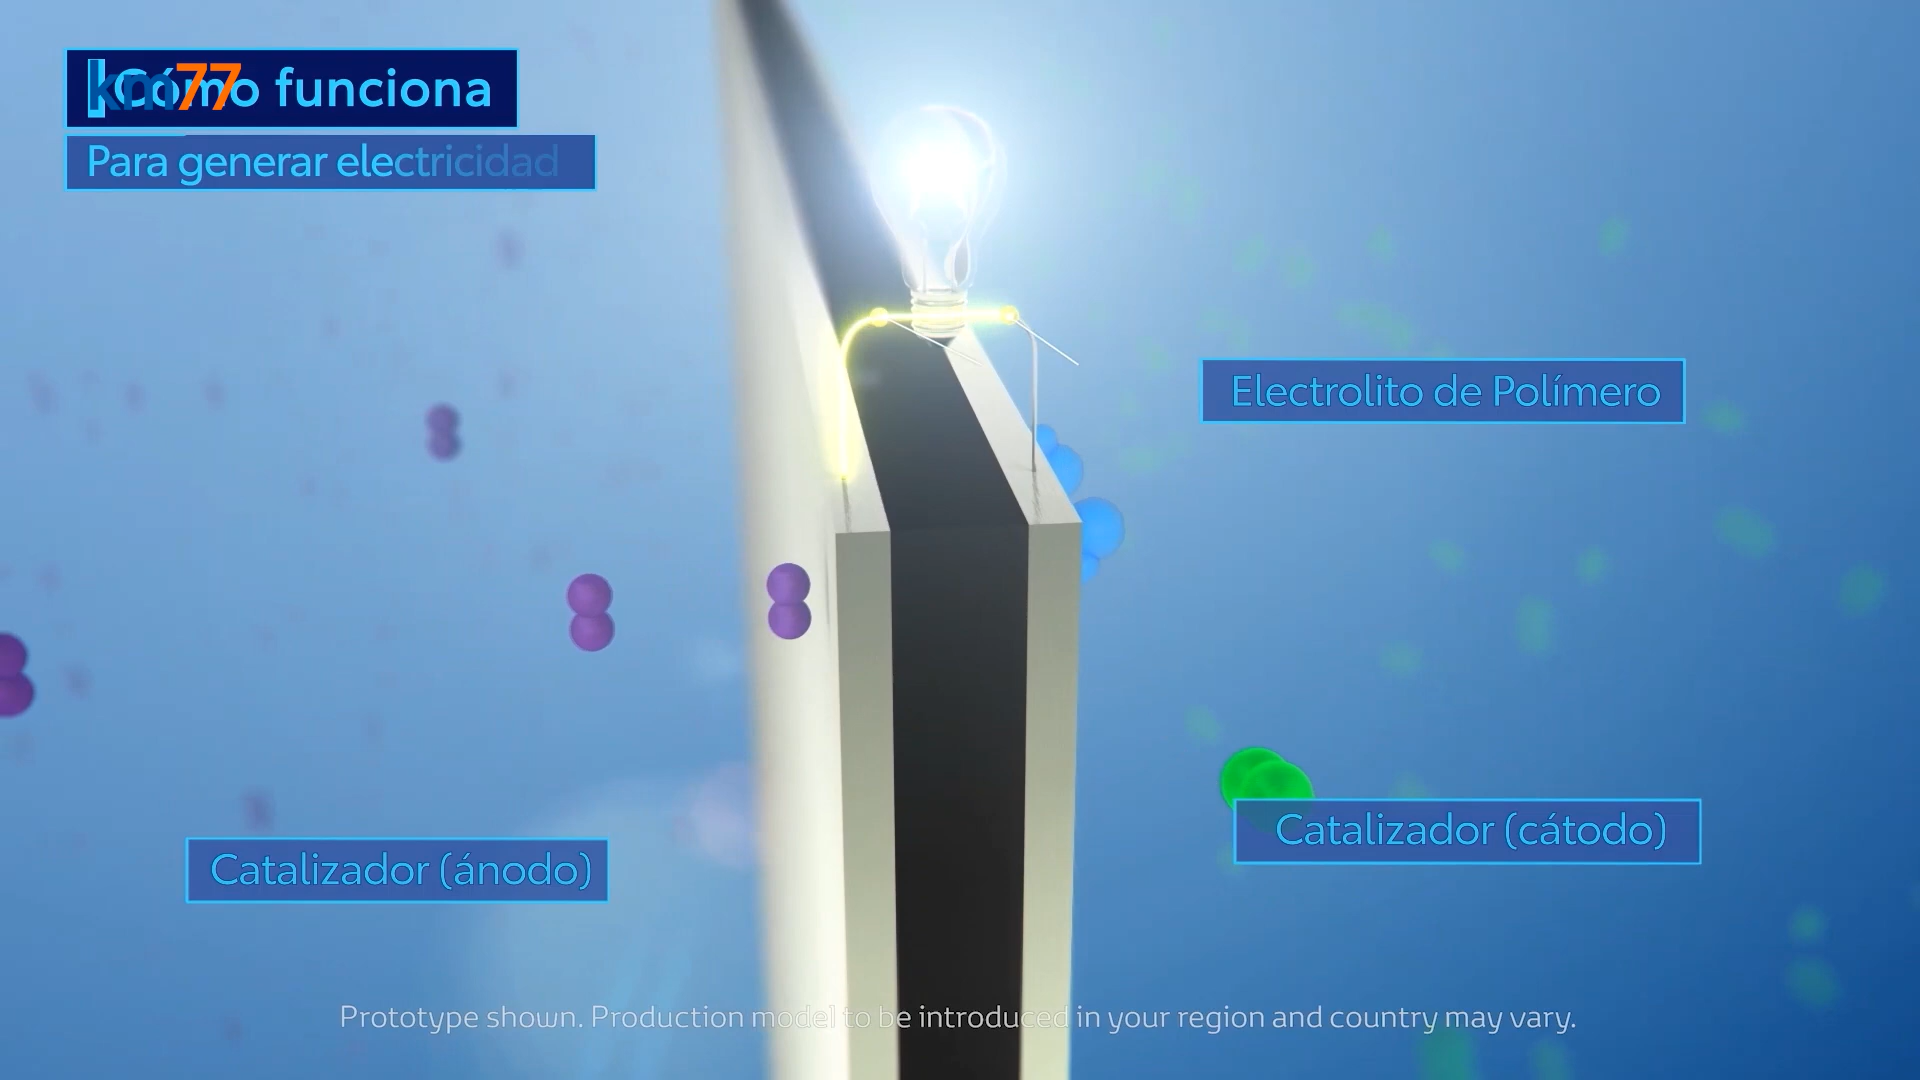 km77
Cómo funciona
Para generar electricidad
Electrolito de Polímero
Catalizador (cátodo)
Catalizador (ánodo)
Prototype shown. Production model to be introduced in your region and country may vary.